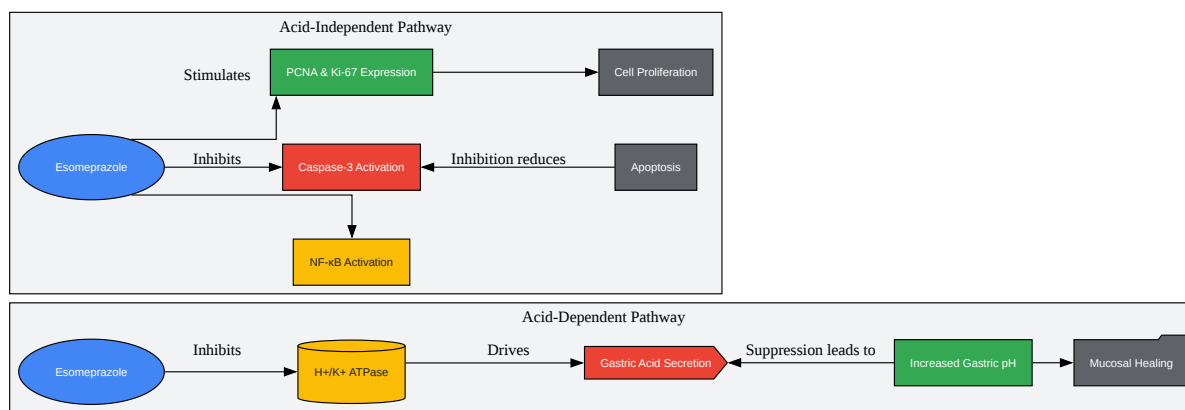 Acid-Independent Pathway
Stimulates
PCNA & Ki-67 Expression
Cell Proliferation
Esomeprazole
Inhibits
Caspase-3 Activation
Inhibition reduces
Apoptosis
NF-κB Activation
Acid-Dependent Pathway
Esomeprazole
Inhibits
H+/K+ ATPase
Drives
Gastric Acid Secretion
Suppression leads to
Increased Gastric pH
Mucosal Healing